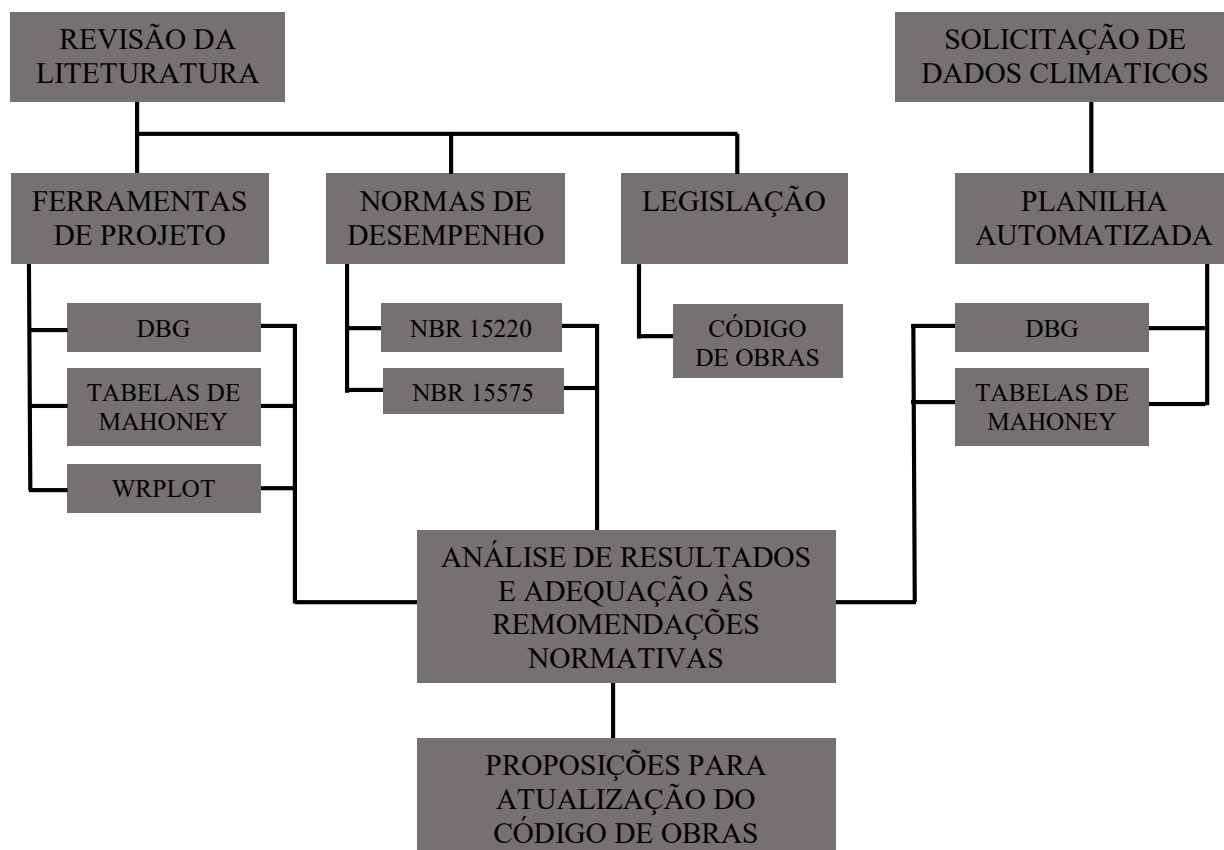 REVISÃO DA
LITETURATURA
SOLICITAÇÃO DE
DADOS CLIMATICOS
FERRAMENTAS
DE PROJETO
NORMAS DE
DESEMPENHO
LEGISLAÇÃO
PLANILHA
AUTOMATIZADA
DBG
TABELAS DE
MAHONEY
WRPLOT
NBR 15220
NBR 15575
CÓDIGO
DE OBRAS
DBG
TABELAS DE
MAHONEY
ANÁLISE DE RESULTADOS
E ADEQUAÇÃO ÀS
REMOMENDAÇÕES
NORMATIVAS
PROPOSIÇÕES PARA
ATUALIZAÇÃO DO
CÓDIGO DE OBRAS